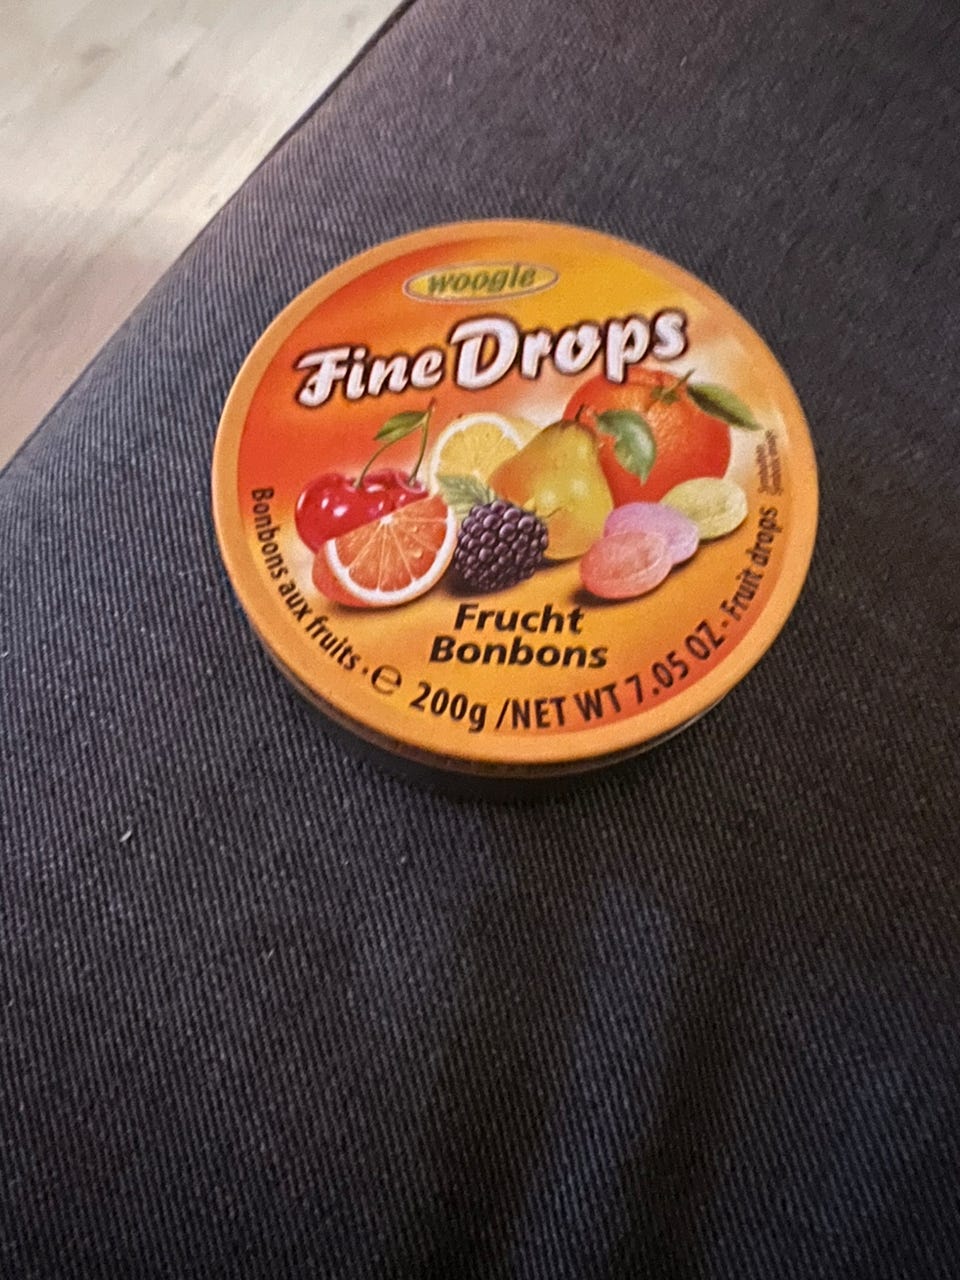 woogle
Fine Drops
Frucht
Bonbons
Bonbons aux fruits · ℮ 200g / NET WT 7.05 OZ · Fruit drops